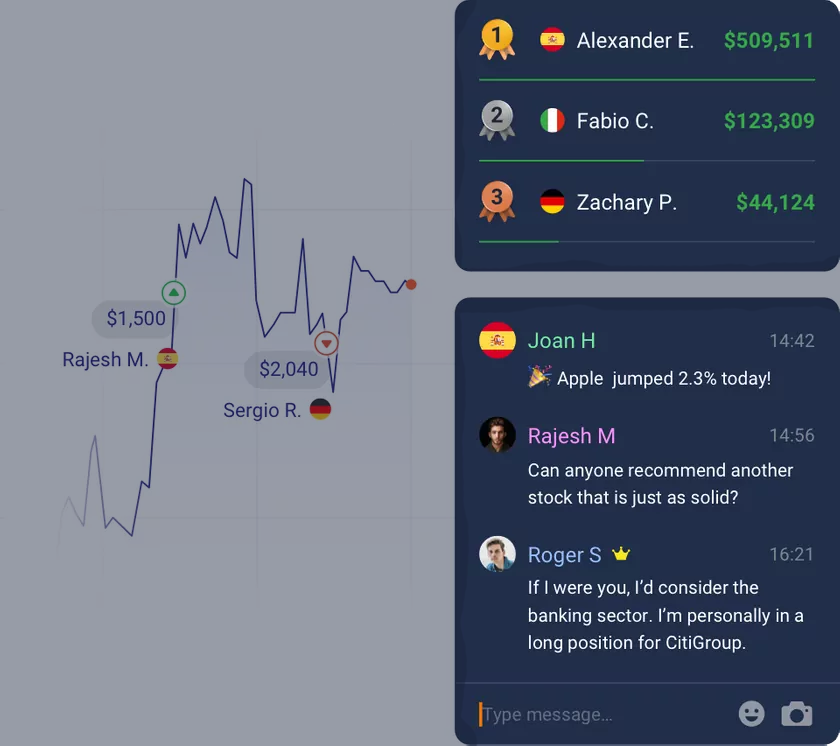 $1,500
Rajesh M.
$2,040
Sergio R.
1 Alexander E. $509,511
2 Fabio C. $123,309
3 Zachary P. $44,124
Joan H 14:42
🎉 Apple jumped 2.3% today!
Rajesh M 14:56
Can anyone recommend another
stock that is just as solid?
Roger S 16:21
If I were you, I’d consider the
banking sector. I’m personally in a
long position for CitiGroup.
Type message...